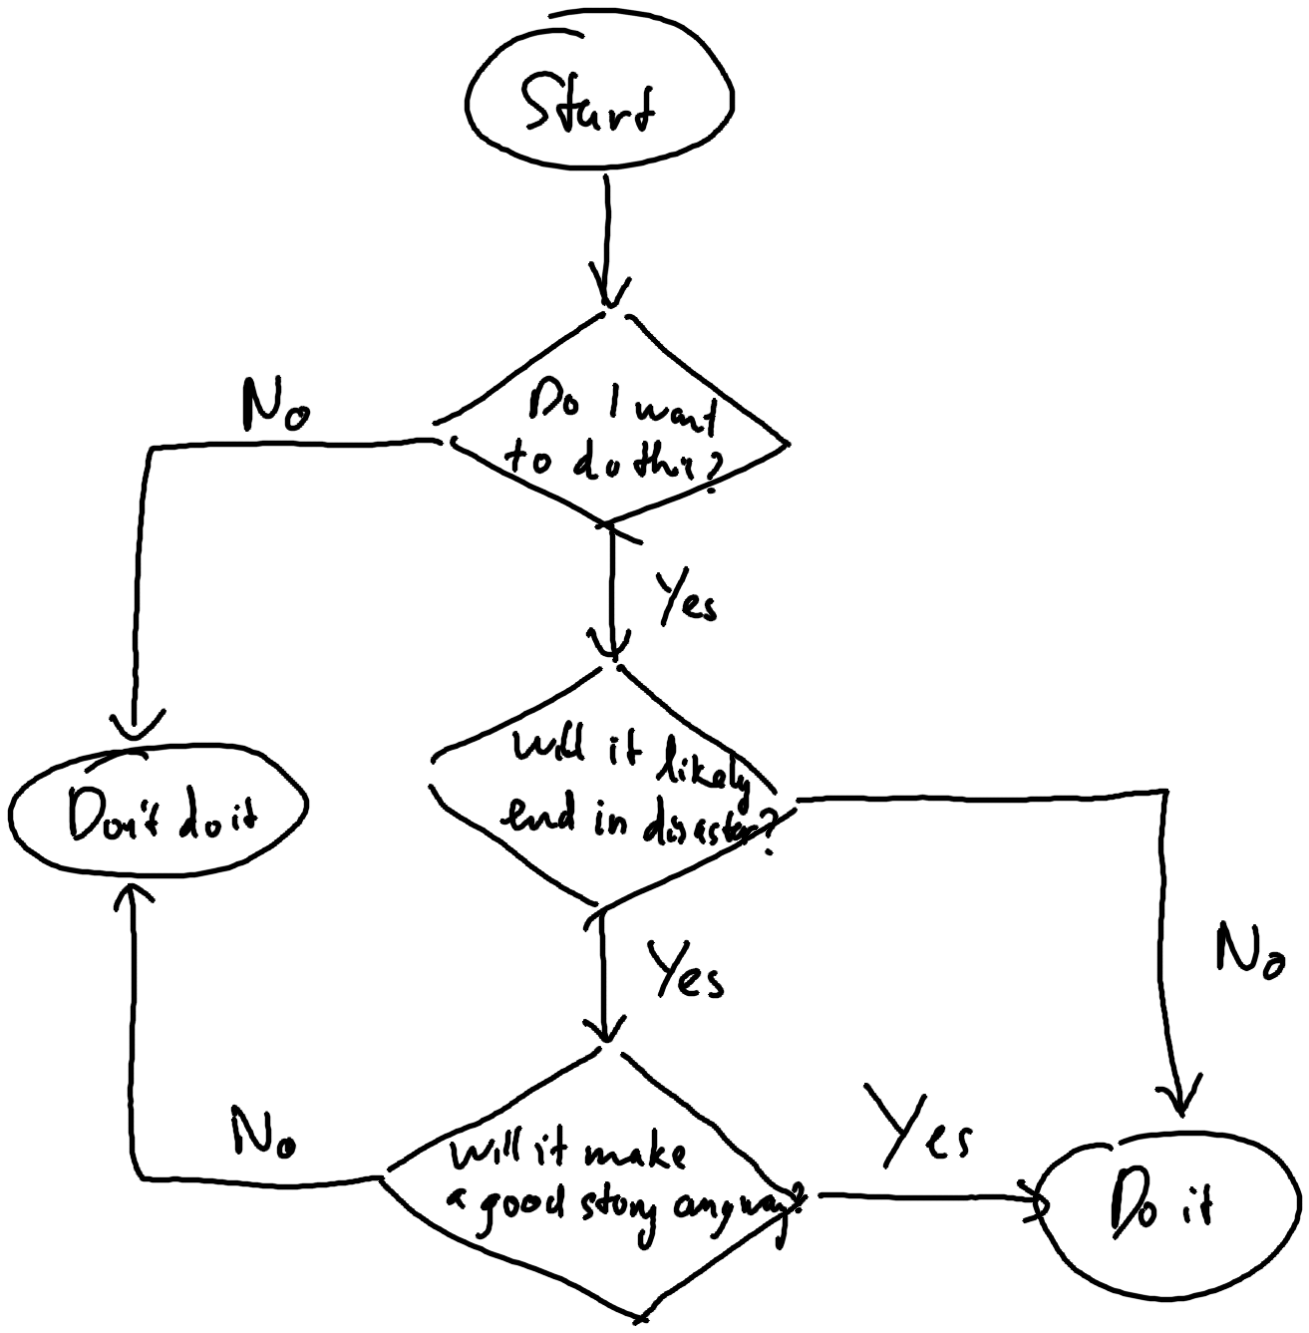 Start
No
Do I want
to do this?
Yes
Will it likely
end in disaster?
Don't do it
Yes
No
No
Will it make
a good story anyway?
Yes
Do it